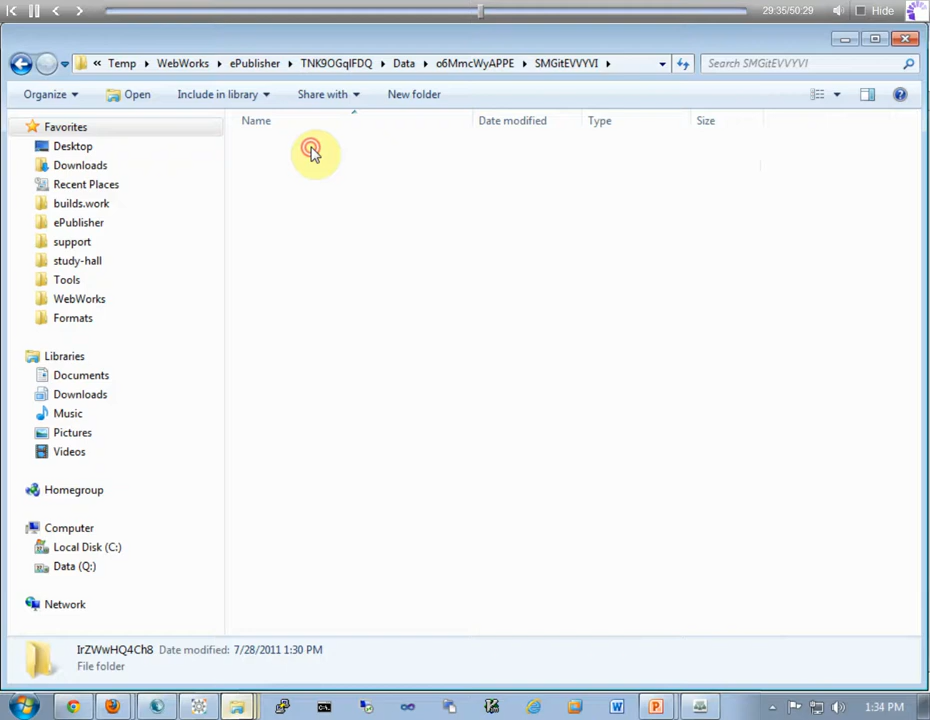 29:35/50:29 Hide
« Temp WebWorks ePublisher TNK9OGqIFDQ Data o6MmcWyAPPE SMGitEVVYVI Search SMGitEVVYVI
Organize Open Include in library Share with New folder
Name Date modified Type Size
Favorites
Desktop
Downloads
Recent Places
builds.work
ePublisher
support
study-hall
Tools
WebWorks
Formats
Libraries
Documents
Downloads
Music
Pictures
Videos
Homegroup
Computer
Local Disk (C:)
Data (Q:)
Network
IrZWwHQ4Ch8 Date modified: 7/28/2011 1:30 PM
File folder
1:34 PM